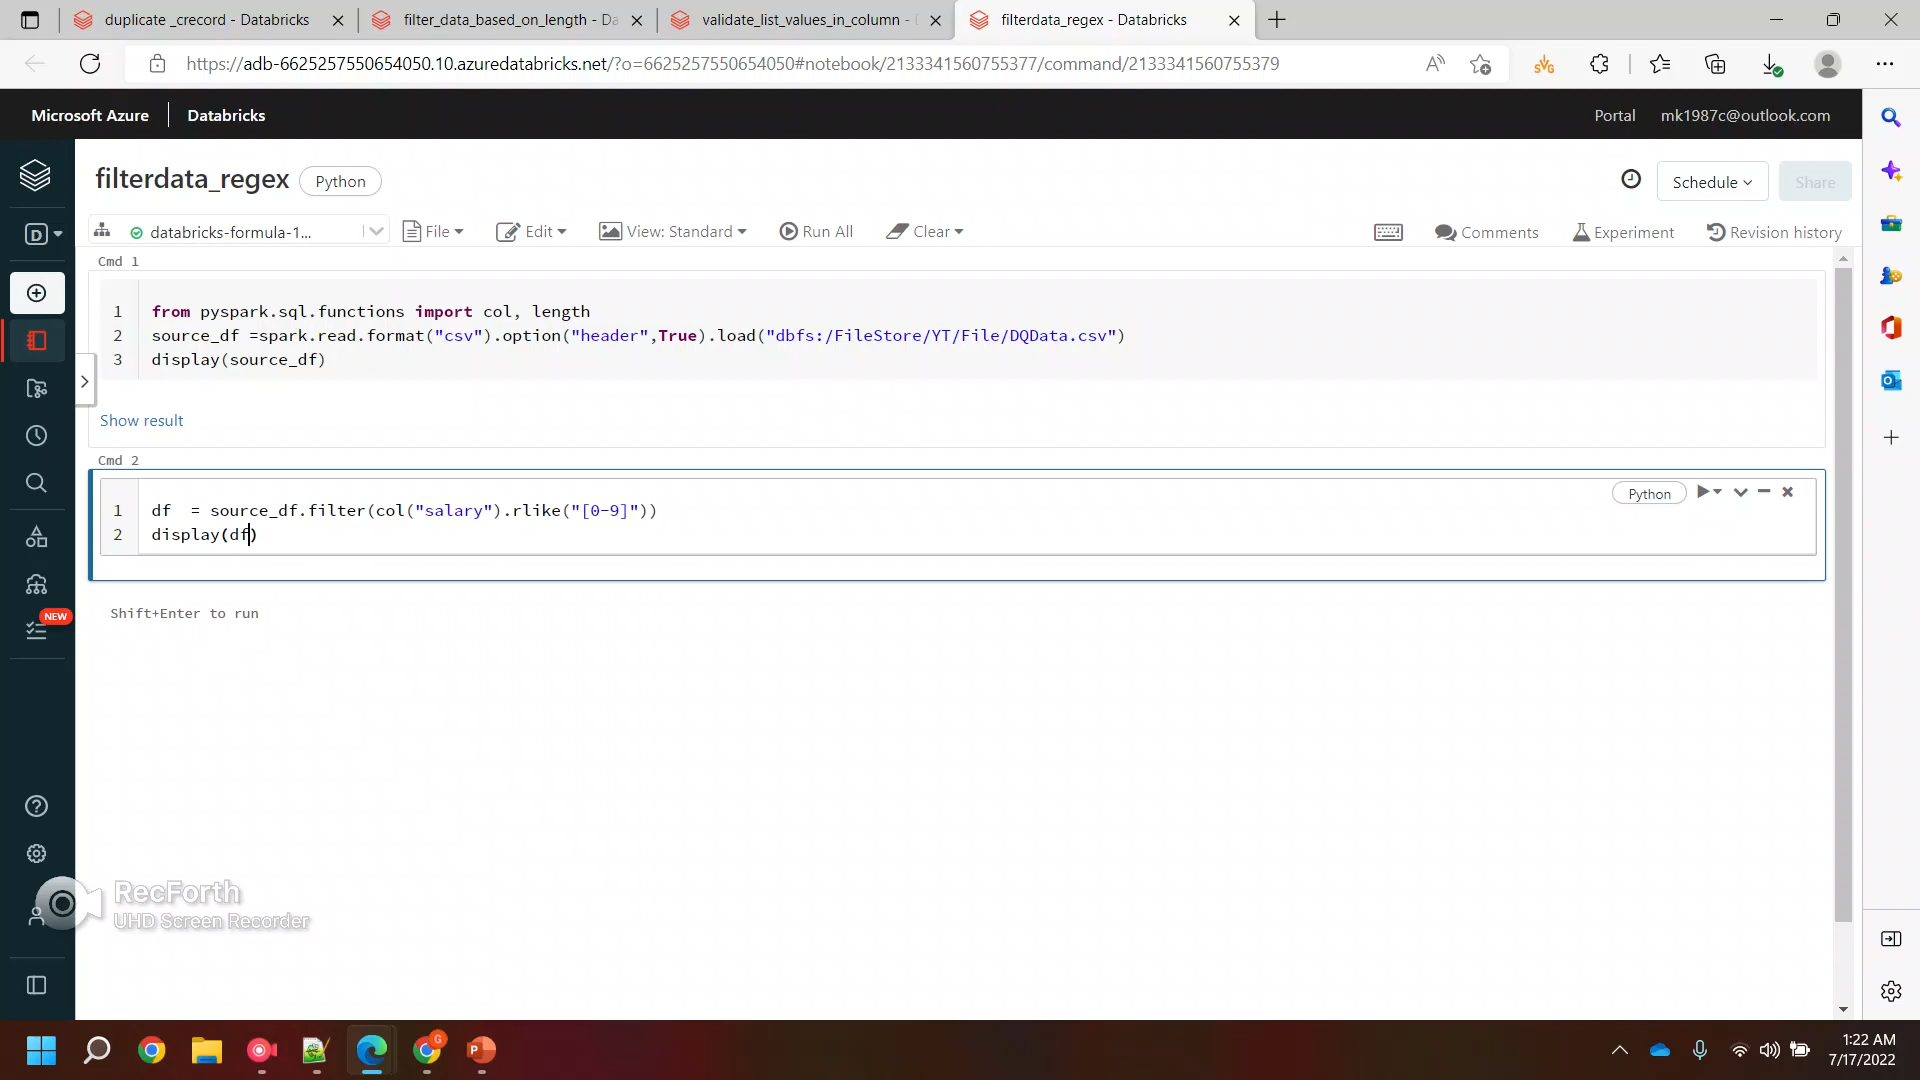 duplicate _crecord - Databricks
filter_data_based_on_length - Da
validate_list_values_in_column -
filterdata_regex - Databricks
https://adb-6625257550654050.10.azuredatabricks.net/?o=6625257550654050#notebook/2133341560755377/command/2133341560755379
Microsoft Azure
Databricks
Portal
mk1987c@outlook.com
filterdata_regex
Python
Schedule
Share
D
databricks-formula-1...
File
Edit
View: Standard
Run All
Clear
Comments
Experiment
Revision history
Cmd 1
1 from pyspark.sql.functions import col, length
2 source_df =spark.read.format("csv").option("header",True).load("dbfs:/FileStore/YT/File/DQData.csv")
3 display(source_df)
Show result
Cmd 2
Python
1 df  = source_df.filter(col("salary").rlike("[0-9]"))
2 display(df)
Shift+Enter to run
NEW
RecForth
UHD Screen Recorder
G
1:22 AM
7/17/2022